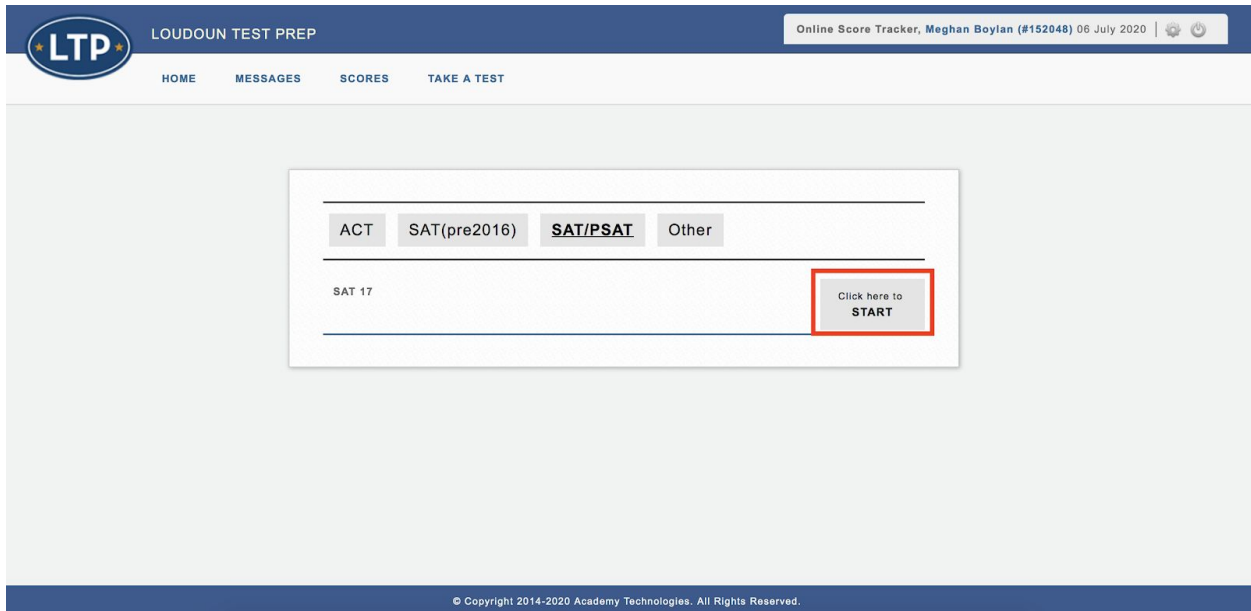 LTP
LOUDOUN TEST PREP
Online Score Tracker, Meghan Boylan (#152048) 06 July 2020 |
HOME MESSAGES SCORES TAKE A TEST
ACT SAT(pre2016) SAT/PSAT Other
SAT 17
Click here to
START
© Copyright 2014-2020 Academy Technologies. All Rights Reserved.